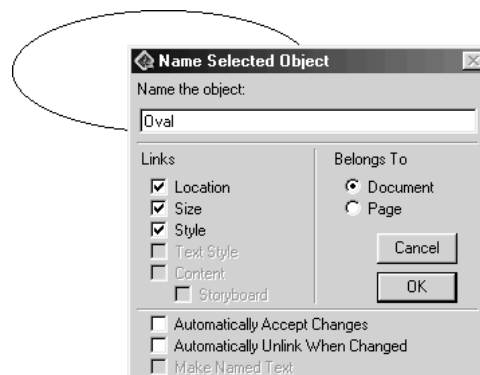 Name Selected Object
Name the object:
Oval
Links
Location
Size
Style
Text Style
Content
Storyboard
Belongs To
Document
Page
Cancel
OK
Automatically Accept Changes
Automatically Unlink When Changed
Make Named Text